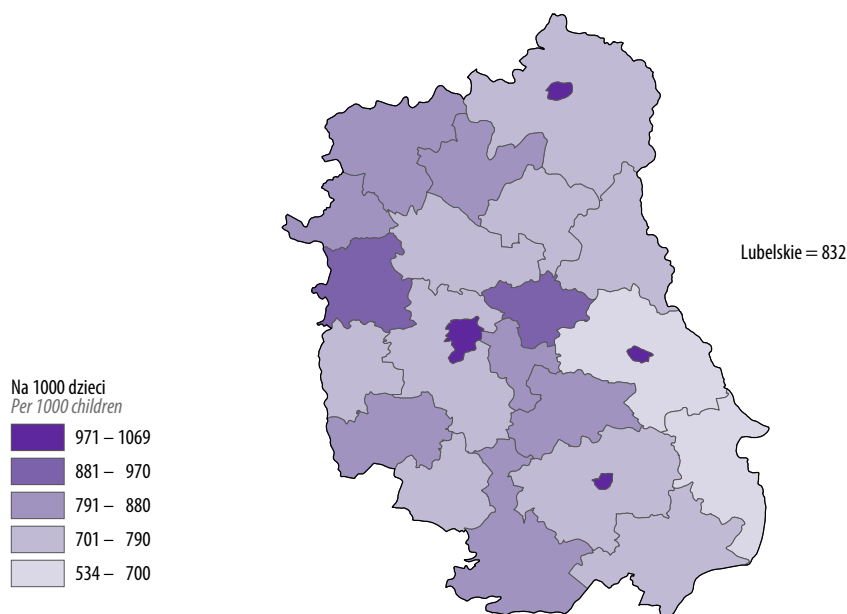 Lubelskie = 832
Na 1000 dzieci
Per 1000 children
971 – 1069
881 – 970
791 – 880
701 – 790
534 – 700